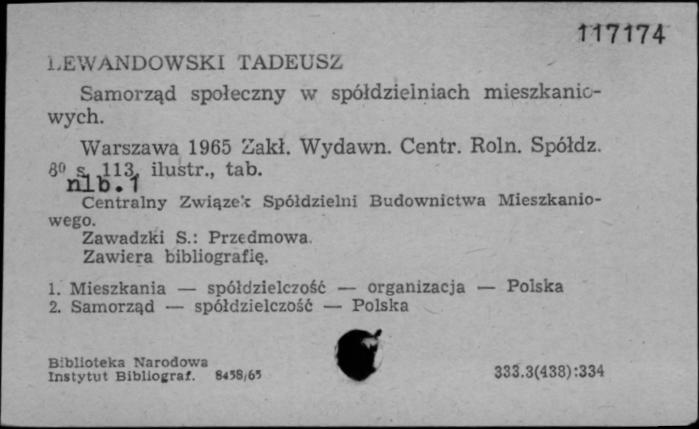 117174
LEWANDOWSKI TADEUSZ
Samorząd społeczny w spółdzielniach mieszkanio-
wych.
Warszawa 1965 Zakł. Wydawn. Centr. Roln. Spółdz.
8⁰ s. 113, ilustr., tab.
nlb. 1
Centralny Związek Spółdzielni Budownictwa Mieszkanio-
wego.
Zawadzki S.: Przedmowa.
Zawiera bibliografię.
1. Mieszkania — spółdzielczość — organizacja — Polska
2. Samorząd — spółdzielczość — Polska
Biblioteka Narodowa
Instytut Bibliograf. 8458/65
333.3(438):334